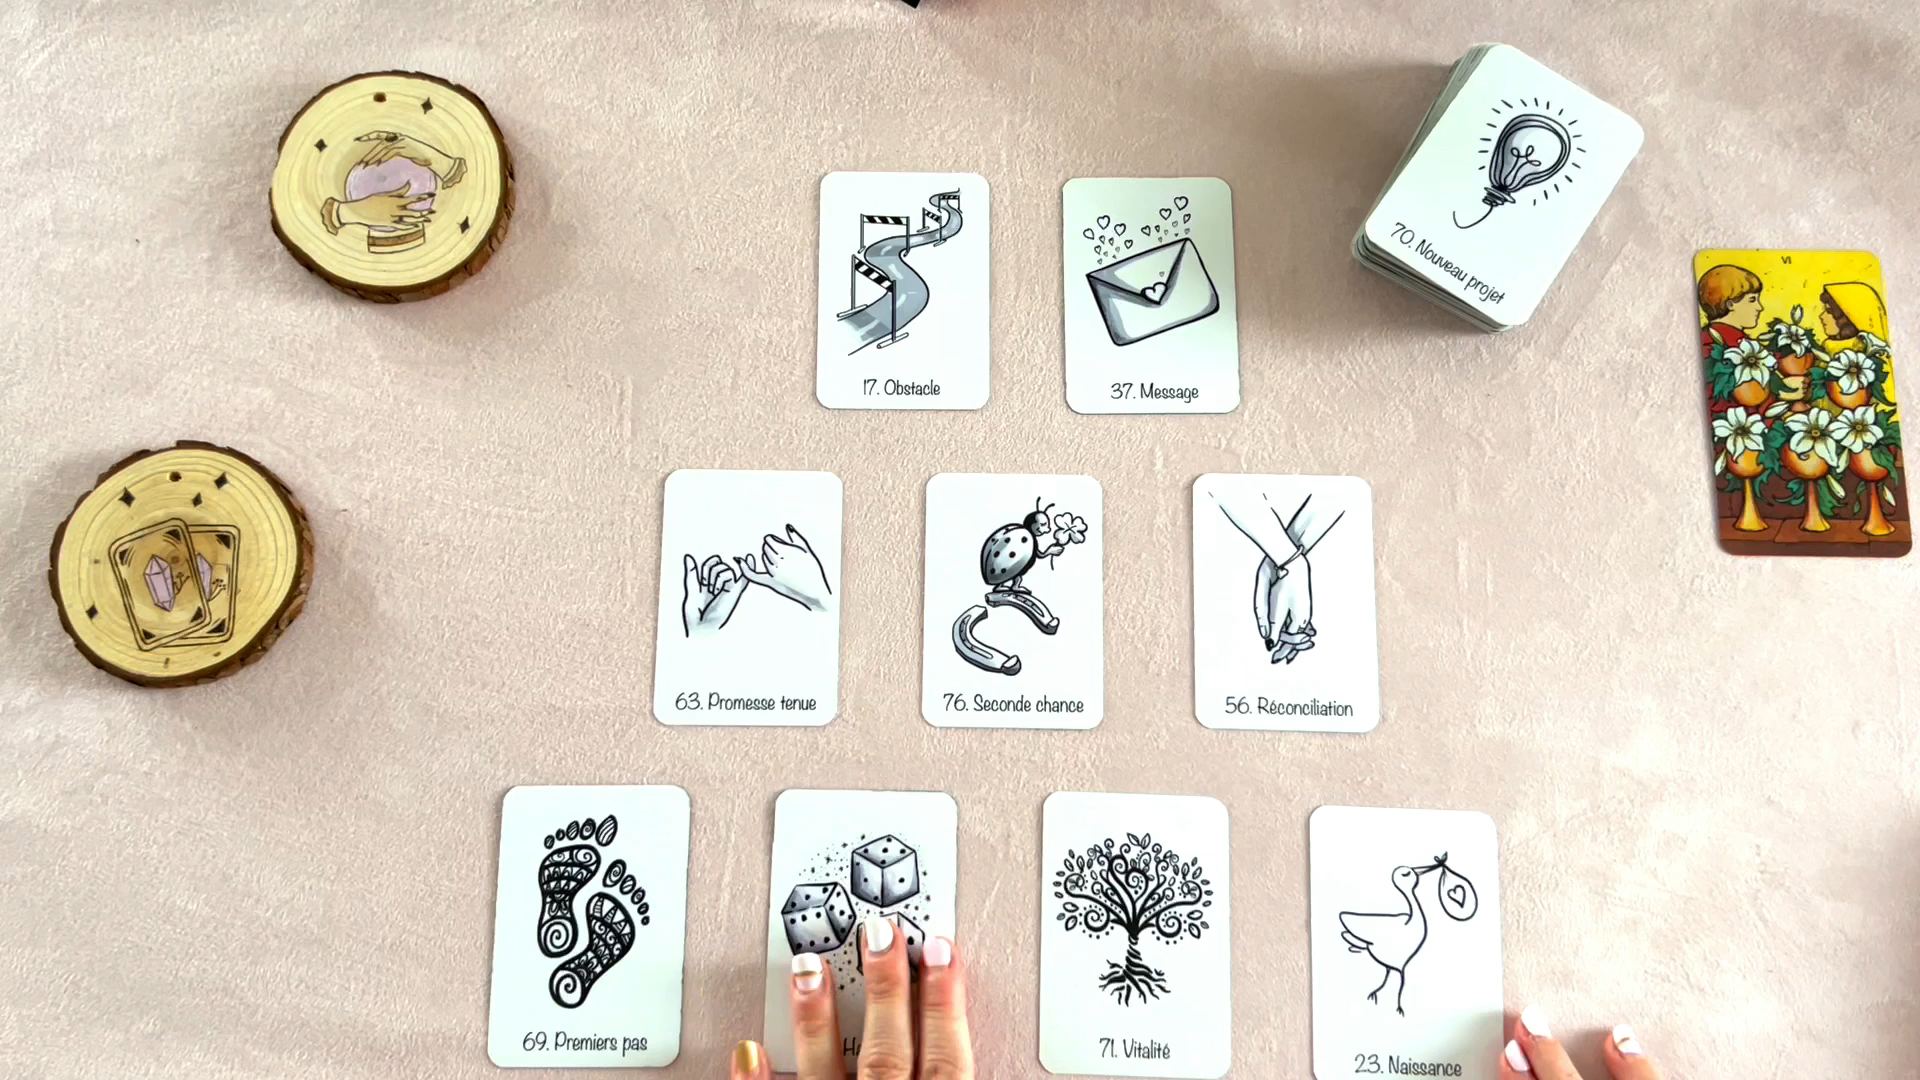 17. Obstacle
37. Message
70. Nouveau projet
VI
63. Promesse tenue
76. Seconde chance
56. Réconciliation
69. Premiers pas
71. Vitalité
23. Naissance